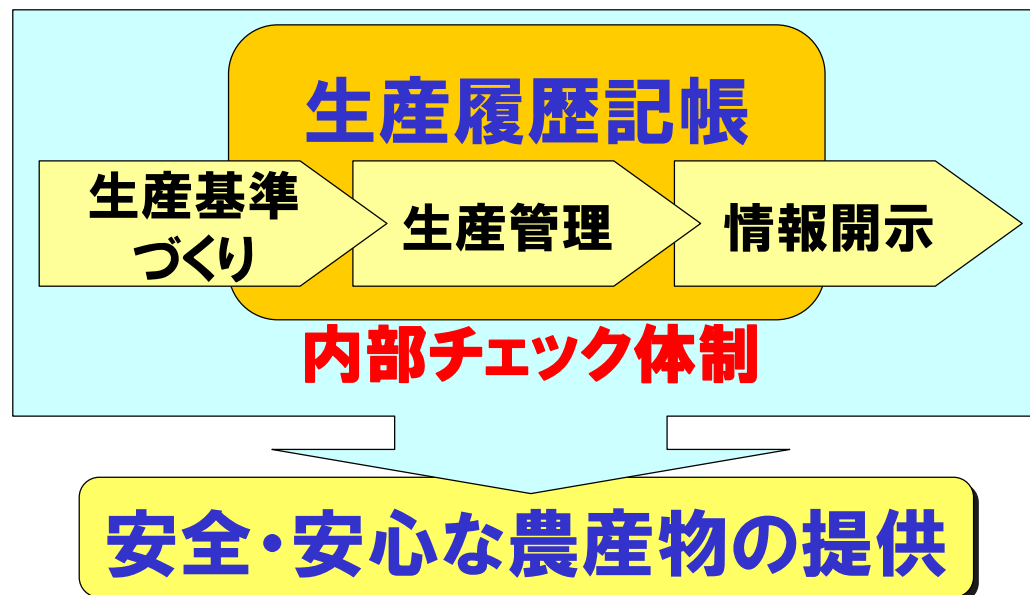 生産履歴記帳
生産基準
づくり
生産管理
情報開示
内部チェック体制
安全・安心な農産物の提供